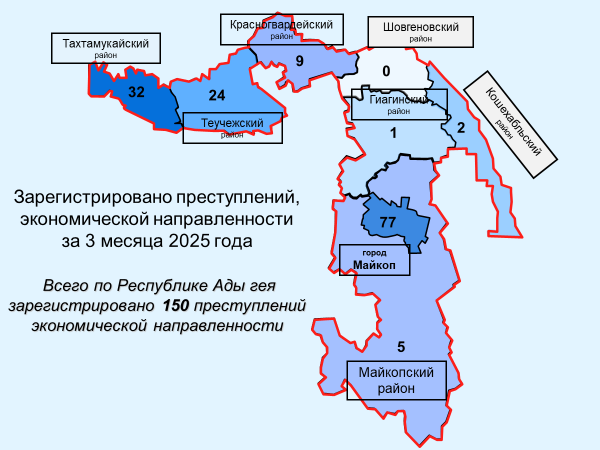 Красногвардейский
район
Шовгеновский
район
Тахтамукайский
район
9
0
32
24
Гиагинский
район
Кошехабльский
район
Теучежский
район
1
2
Зарегистрировано преступлений,
экономической направленности
за 3 месяца 2025 года
77
город
Майкоп
Всего по Республике Ады гея
зарегистрировано 150 преступлений
экономической направленности
5
Майкопский
район